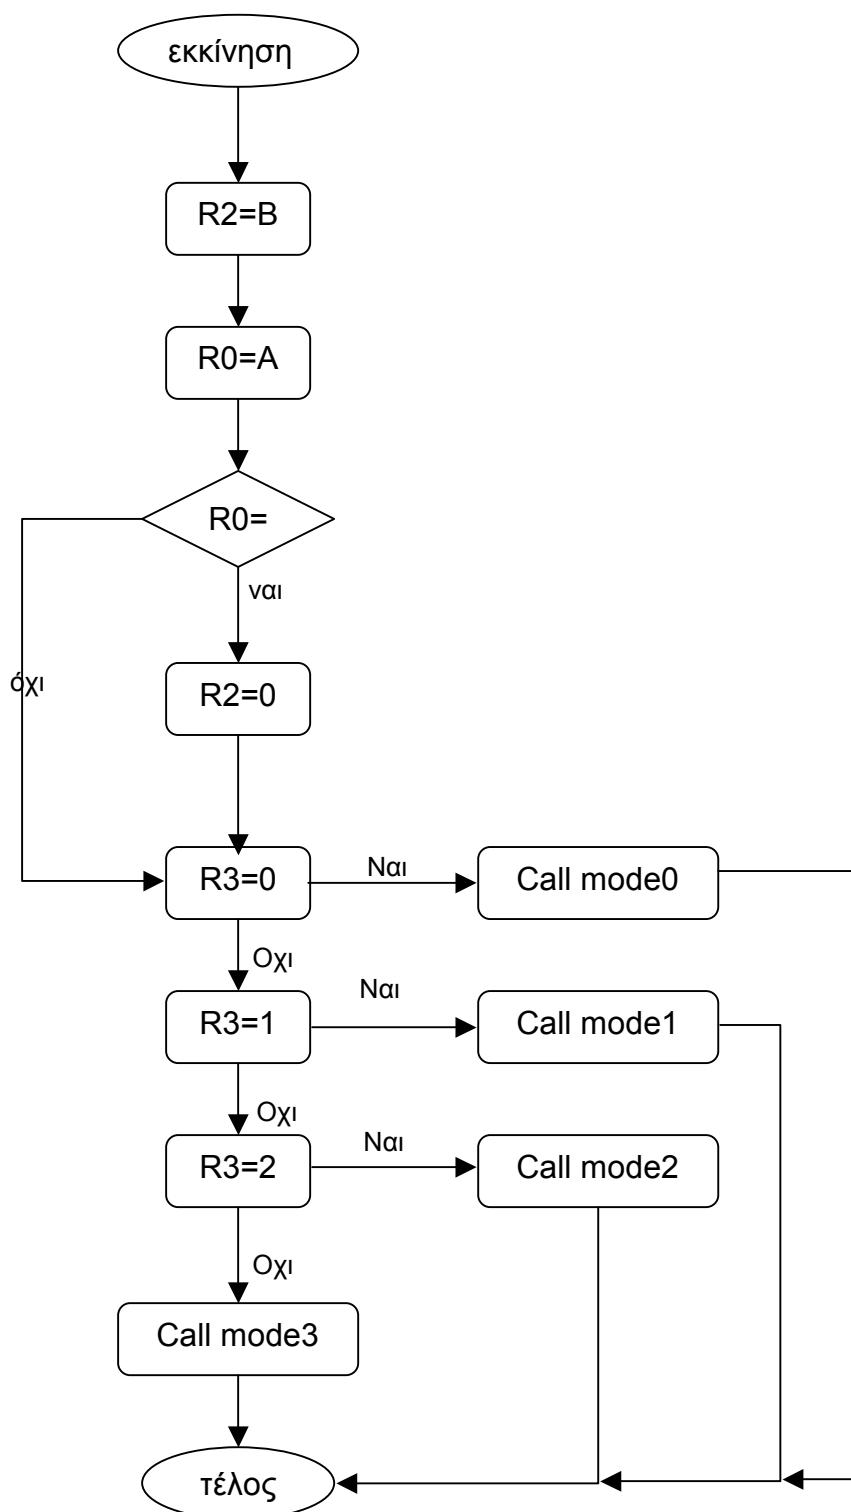 εκκίνηση
R2=B
R0=A
R0=
ναι
όχι
R2=0
R3=0
Ναι
Call mode0
Οχι
R3=1
Ναι
Call mode1
Οχι
R3=2
Ναι
Call mode2
Οχι
Call mode3
τέλος